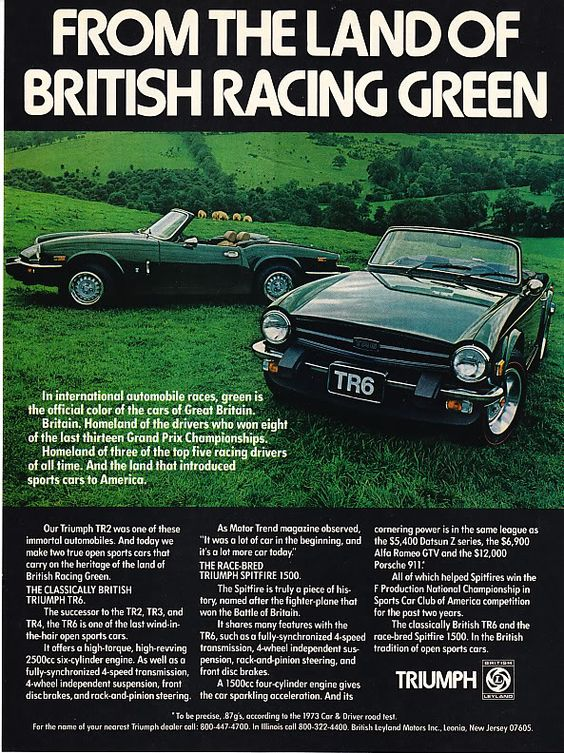 FROM THE LAND OF
BRITISH RACING GREEN
TR6
TR6
In international automobile races, green is
the official color of the cars of Great Britain.
Britain. Homeland of the drivers who won eight
of the last thirteen Grand Prix Championships.
Homeland of three of the top five racing drivers
of all time. And the land that introduced
sports cars to America.
Our Triumph TR2 was one of these
immortal automobiles. And today we
make two true open sports cars that
carry on the heritage of the land of
British Racing Green.
THE CLASSICALLY BRITISH
TRIUMPH TR6.
The successor to the TR2, TR3, and
TR4, the TR6 is one of the last wind-in-
the-hair open sports cars.
It offers a high-torque, high-revving
2500cc six-cylinder engine. As well as a
fully-synchronized 4-speed transmission,
4-wheel independent suspension, front
disc brakes, and rack-and-pinion steering.
As Motor Trend magazine observed,
"It was a lot of car in the beginning, and
it's a lot more car today."
THE RACE-BRED
TRIUMPH SPITFIRE 1500.
The Spitfire is truly a piece of his-
tory, named after the fighter-plane that
won the Battle of Britain.
It shares many features with the
TR6, such as a fully-synchronized 4-speed
transmission, 4-wheel independent sus-
pension, rack-and-pinion steering, and
front disc brakes.
A 1500cc four-cylinder engine gives
the car sparkling acceleration. And its
cornering power is in the same league as
the $5,400 Datsun Z series, the $6,900
Alfa Romeo GTV and the $12,000
Porsche 911.*
All of which helped Spitfires win the
F Production National Championship in
Sports Car Club of America competition
for the past two years.
The classically British TR6 and the
race-bred Spitfire 1500. In the British
tradition of open sports cars.
TRIUMPH
BRITISH
LEYLAND
*To be precise, .87g's, according to the 1973 Car & Driver road test.
For the name of your nearest Triumph dealer call: 800-447-4700. In Illinois call 800-322-4400. British Leyland Motors Inc., Leonia, New Jersey 07605.